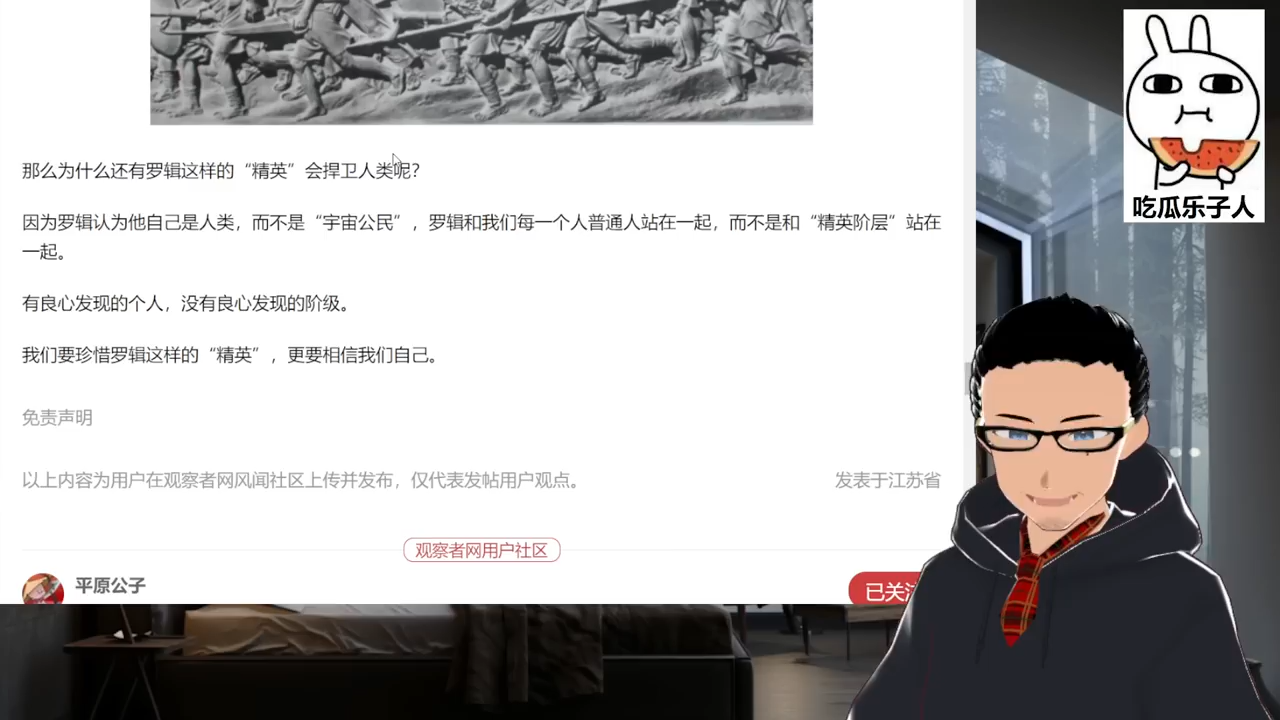 那么为什么还有罗辑这样的“精英”会捍卫人类呢？
因为罗辑认为他自己是人类，而不是“宇宙公民”，罗辑和我们每一个人普通人站在一起，而不是和“精英阶层”站在
一起。
有良心发现的个人，没有良心发现的阶级。
我们要珍惜罗辑这样的“精英”，更要相信我们自己。
免责声明
以上内容为用户在观察者网风闻社区上传并发布，仅代表发帖用户观点。
发表于江苏省
观察者网用户社区
平原公子
已关
吃瓜乐子人